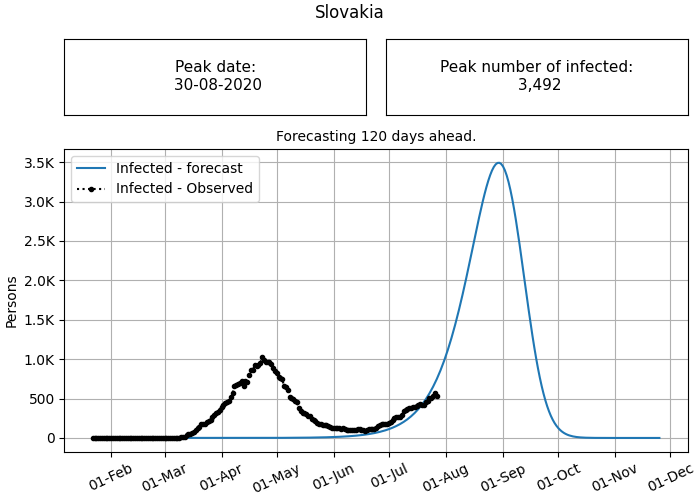 Slovakia
Peak date:
30-08-2020
Peak number of infected:
3,492
Forecasting 120 days ahead.
Infected - forecast
Infected - Observed
Persons
3.5K
3.0K
2.5K
2.0K
1.5K
1.0K
500
0
01-Feb
01-Mar
01-Apr
01-May
01-Jun
01-Jul
01-Aug
01-Sep
01-Oct
01-Nov
01-Dec